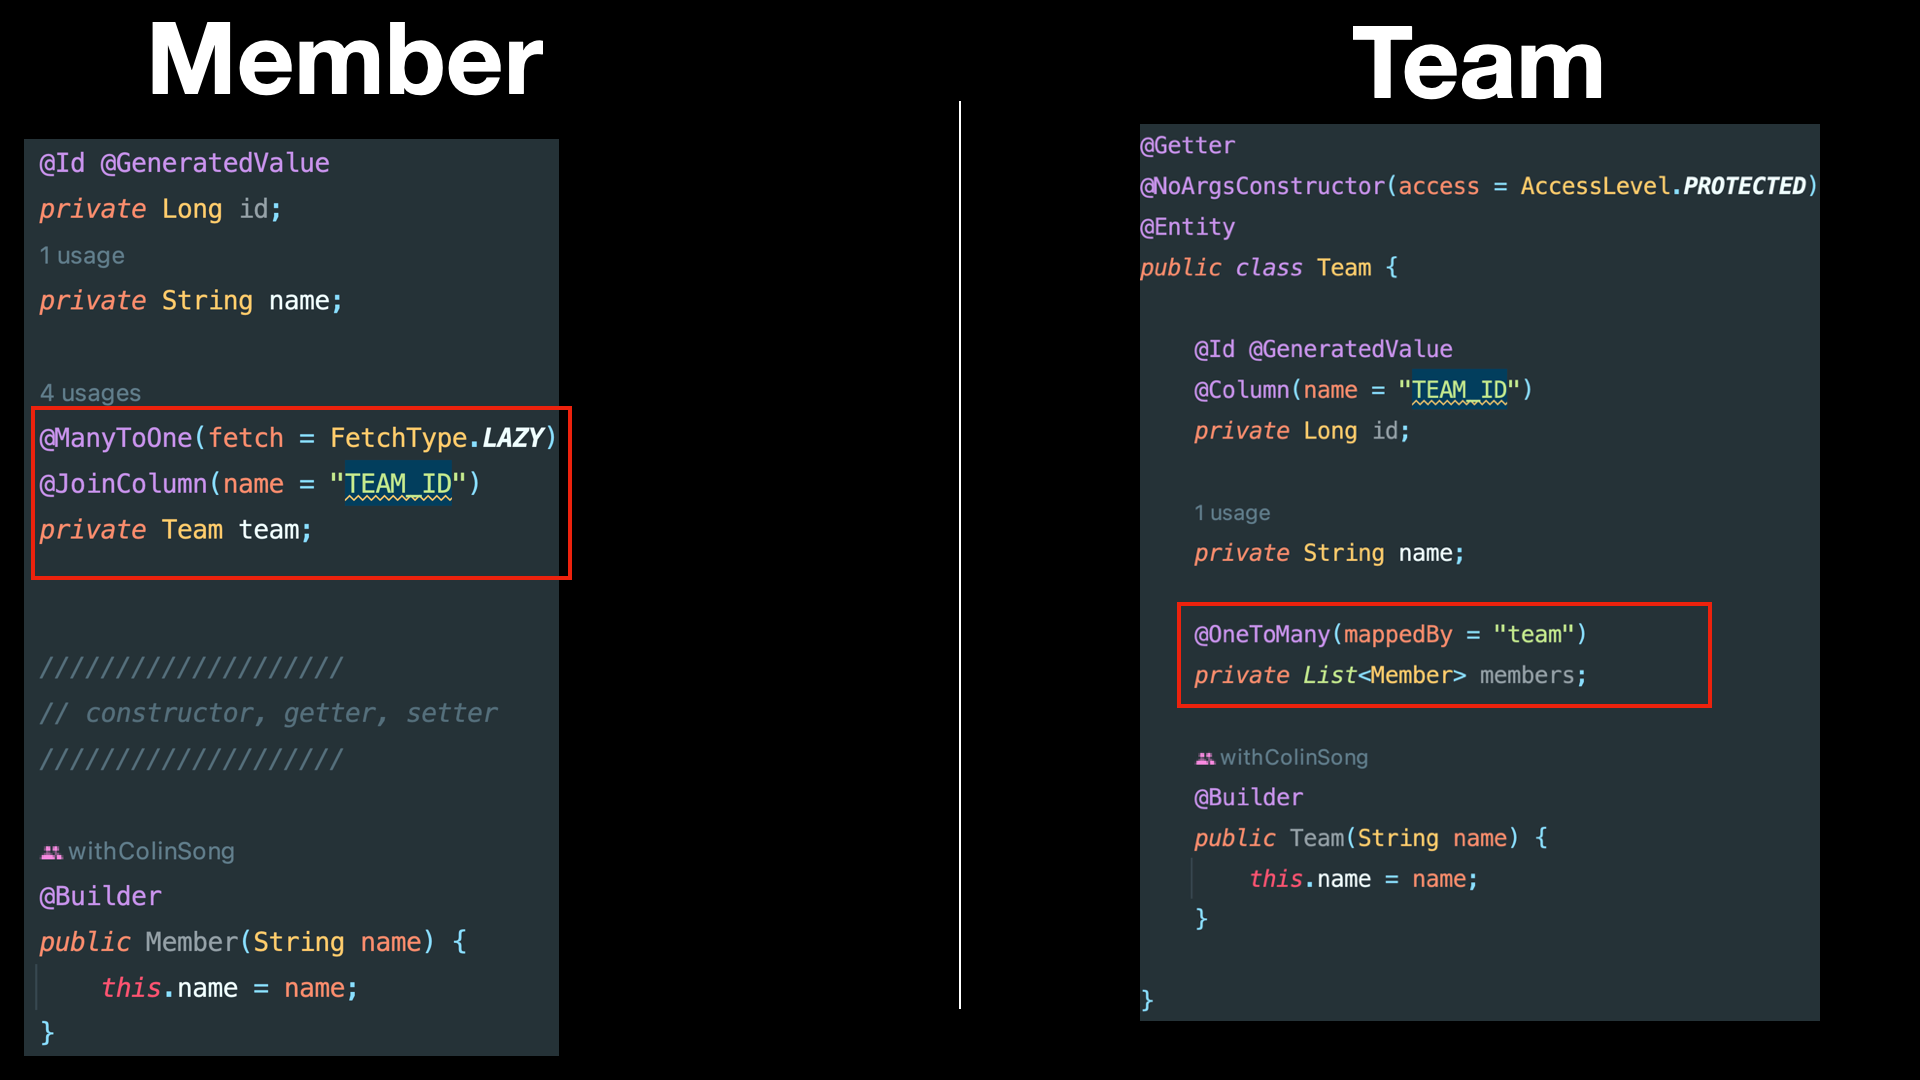 Member
@Id @GeneratedValue
private Long id;
1 usage
private String name;
4 usages
@ManyToOne(fetch = FetchType.LAZY)
@JoinColumn(name = "TEAM_ID")
private Team team;
////////////////////
// constructor, getter, setter
////////////////////
withColinSong
@Builder
public Member(String name) {
this.name = name;
}
Team
@Getter
@NoArgsConstructor(access = AccessLevel.PROTECTED)
@Entity
public class Team {
@Id @GeneratedValue
@Column(name = "TEAM_ID")
private Long id;
1 usage
private String name;
@OneToMany(mappedBy = "team")
private List<Member> members;
withColinSong
@Builder
public Team(String name) {
this.name = name;
}
}